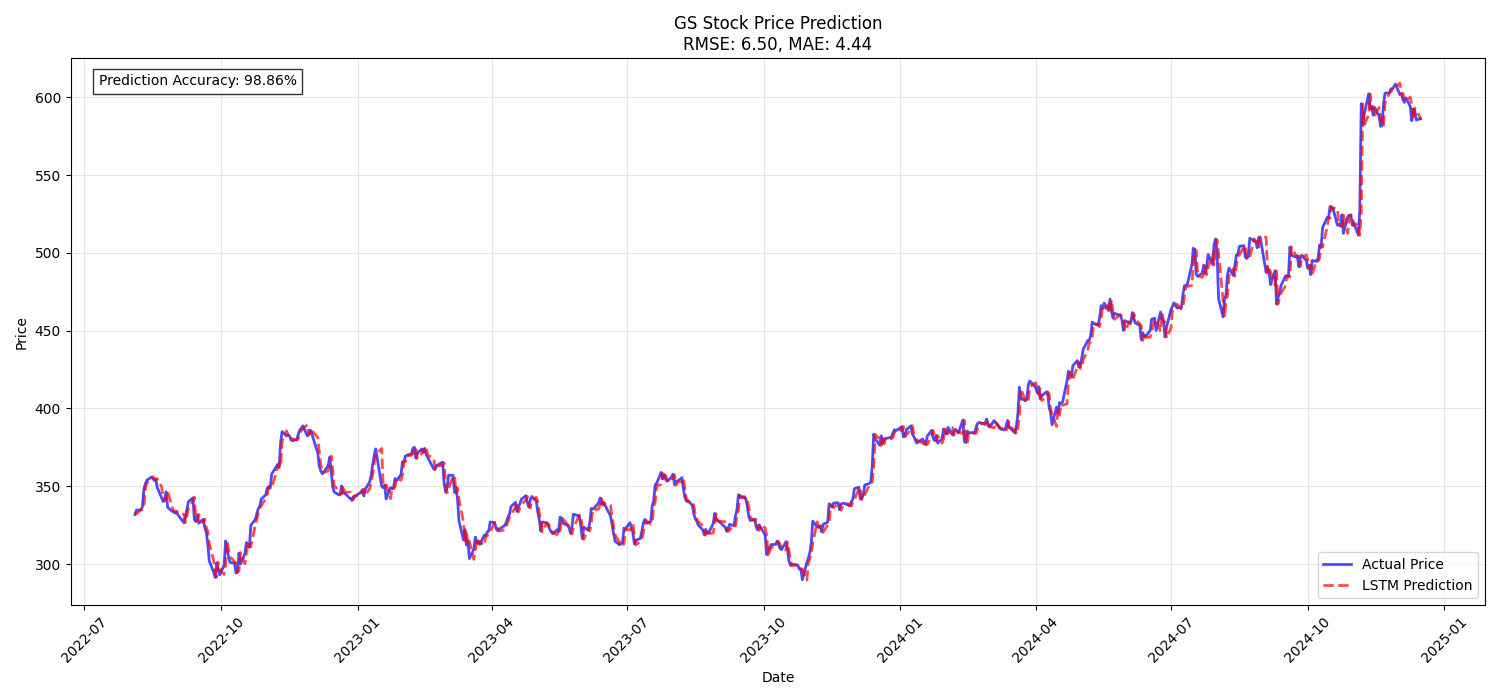 GS Stock Price Prediction
RMSE: 6.50, MAE: 4.44
Prediction Accuracy: 98.86%
Price
600
550
500
450
400
350
300
Actual Price
LSTM Prediction
2022-07
2022-10
2023-01
2023-04
2023-07
2023-10
2024-01
2024-04
2024-07
2024-10
2025-01
Date